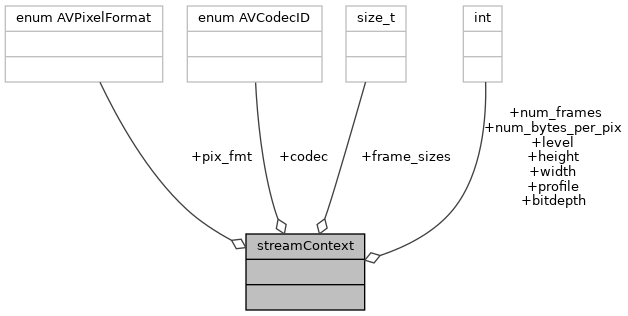 enum AVPixelFormat
enum AVCodecID
size_t
int
+pix_fmt
+codec
+frame_sizes
+num_frames
+num_bytes_per_pix
+level
+height
+width
+profile
+bitdepth
streamContext